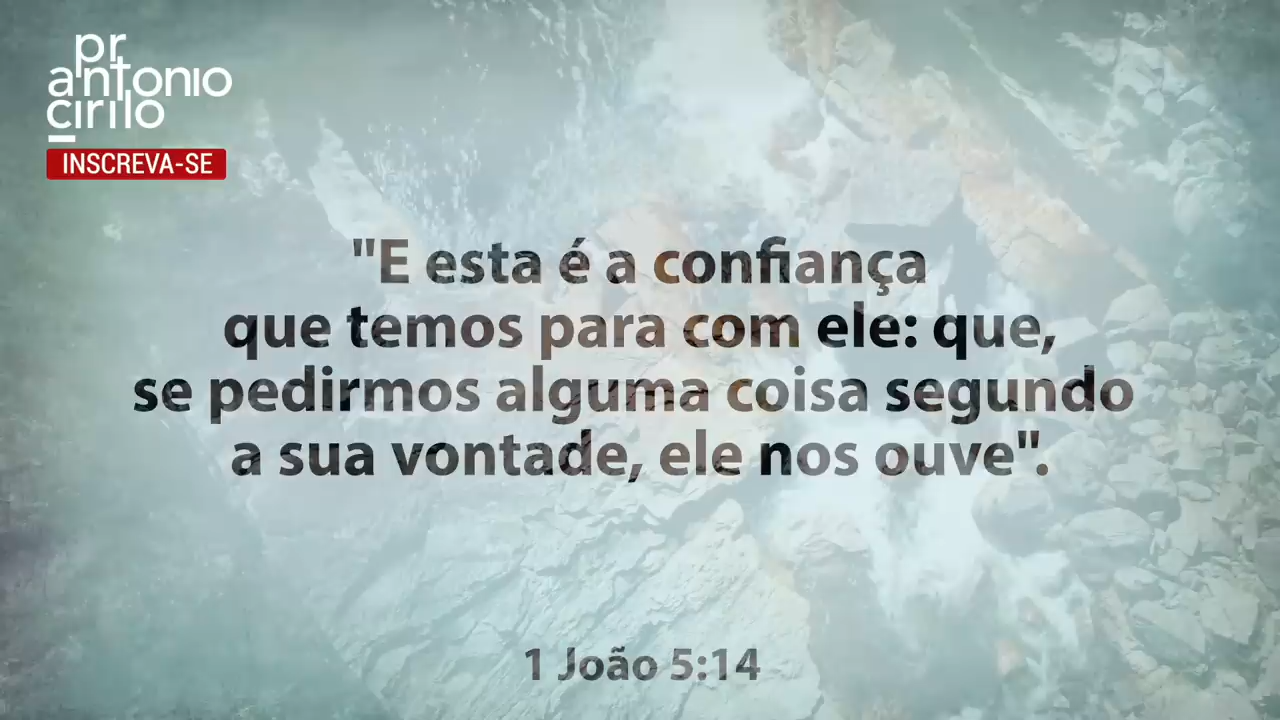 pr
antonio
cirilo
INSCREVA-SE
"E esta é a confiança
que temos para com ele: que,
se pedirmos alguma coisa segundo
a sua vontade, ele nos ouve".
1 João 5:14